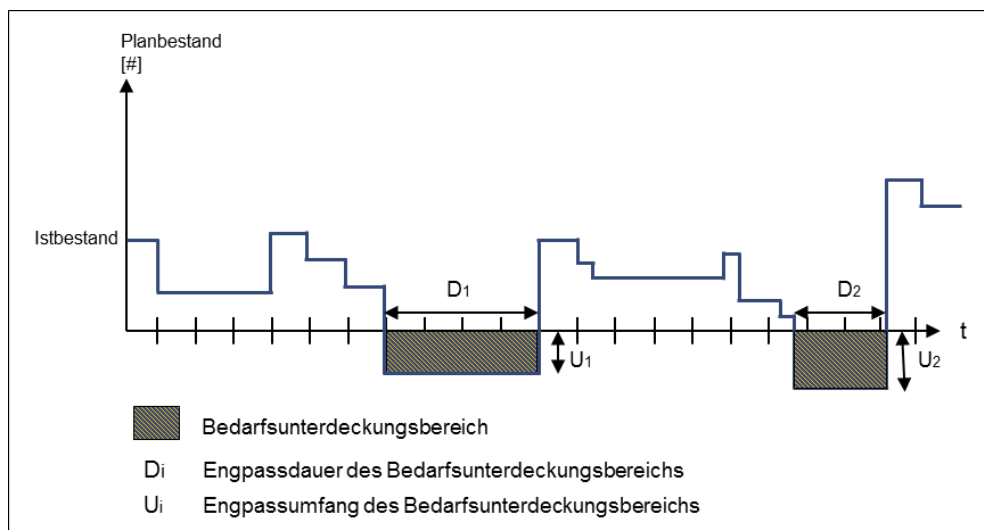 Planbestand
[#]
Istbestand
D1
D2
t
U1
U2
Bedarfsunterdeckungsbereich
Di Engpassdauer des Bedarfsunterdeckungsbereichs
Ui Engpassumfang des Bedarfsunterdeckungsbereichs